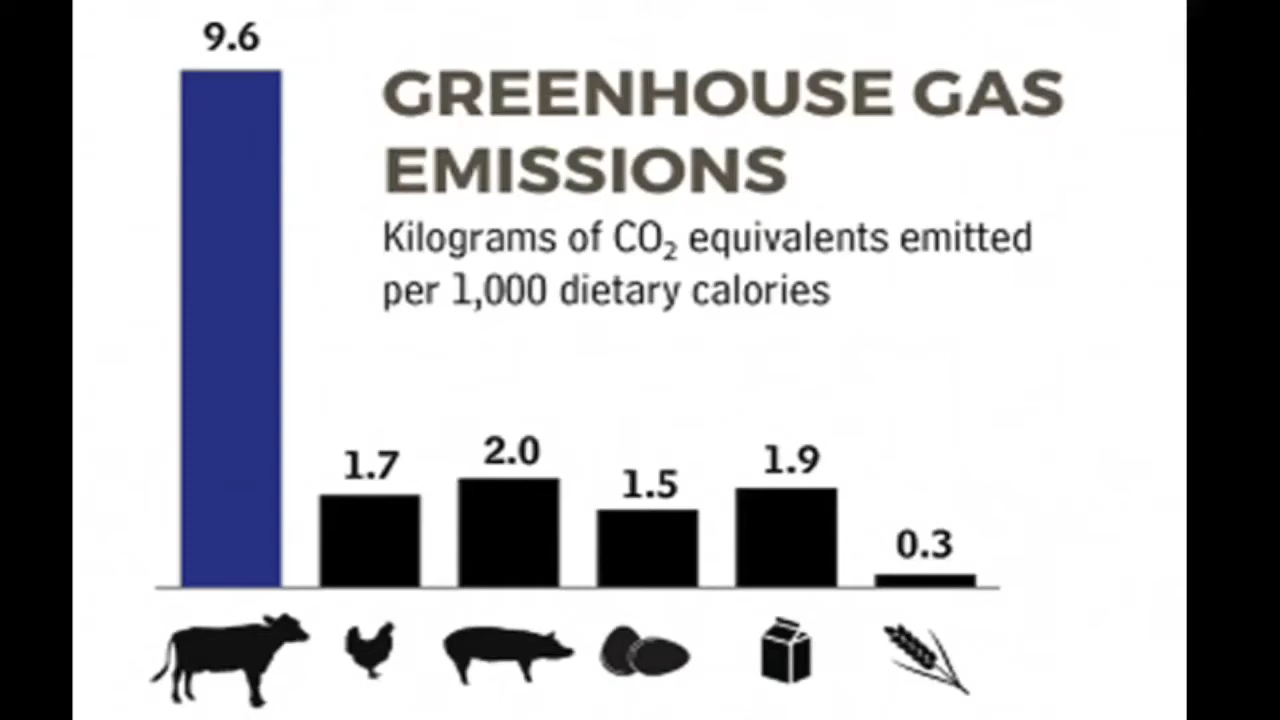 9.6
GREENHOUSE GAS
EMISSIONS
Kilograms of CO₂ equivalents emitted
per 1,000 dietary calories
1.7
2.0
1.5
1.9
0.3